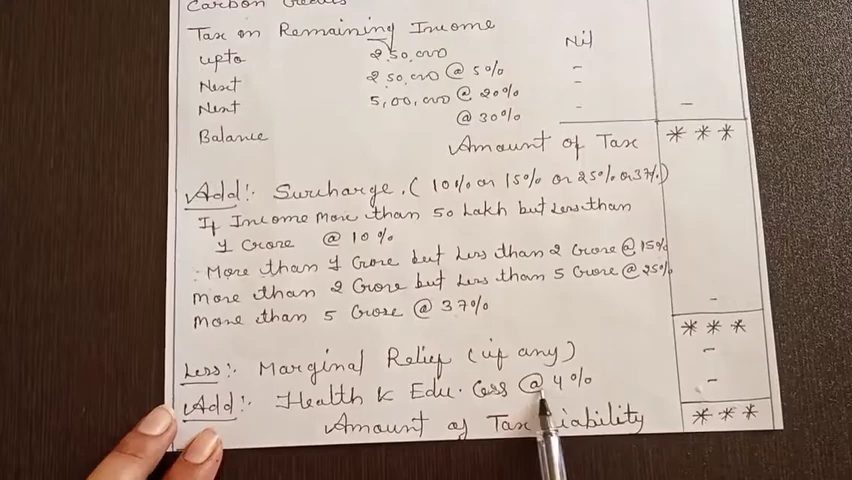 Carbon Credits
Tax on Remaining Income
upto 2,50,000 Nil
Next 2,50,000 @ 5% -
Next 5,00,000 @ 20% -
Balance @ 30% - -
Amount of Tax ***
Add:- Surcharge. (10% or 15% or 25% or 37%)
If Income more than 50 Lakh but Less than
1 Crore @ 10%
: More than 1 Crore but Less than 2 Crore @ 15%
More than 2 Crore but Less than 5 Crore @ 25%
More than 5 Crore @ 37% -
***
Less:- Marginal Relief (if any) -
Add:- Health & Edu. Cess @ 4% -
Amount of Tax Liability ***